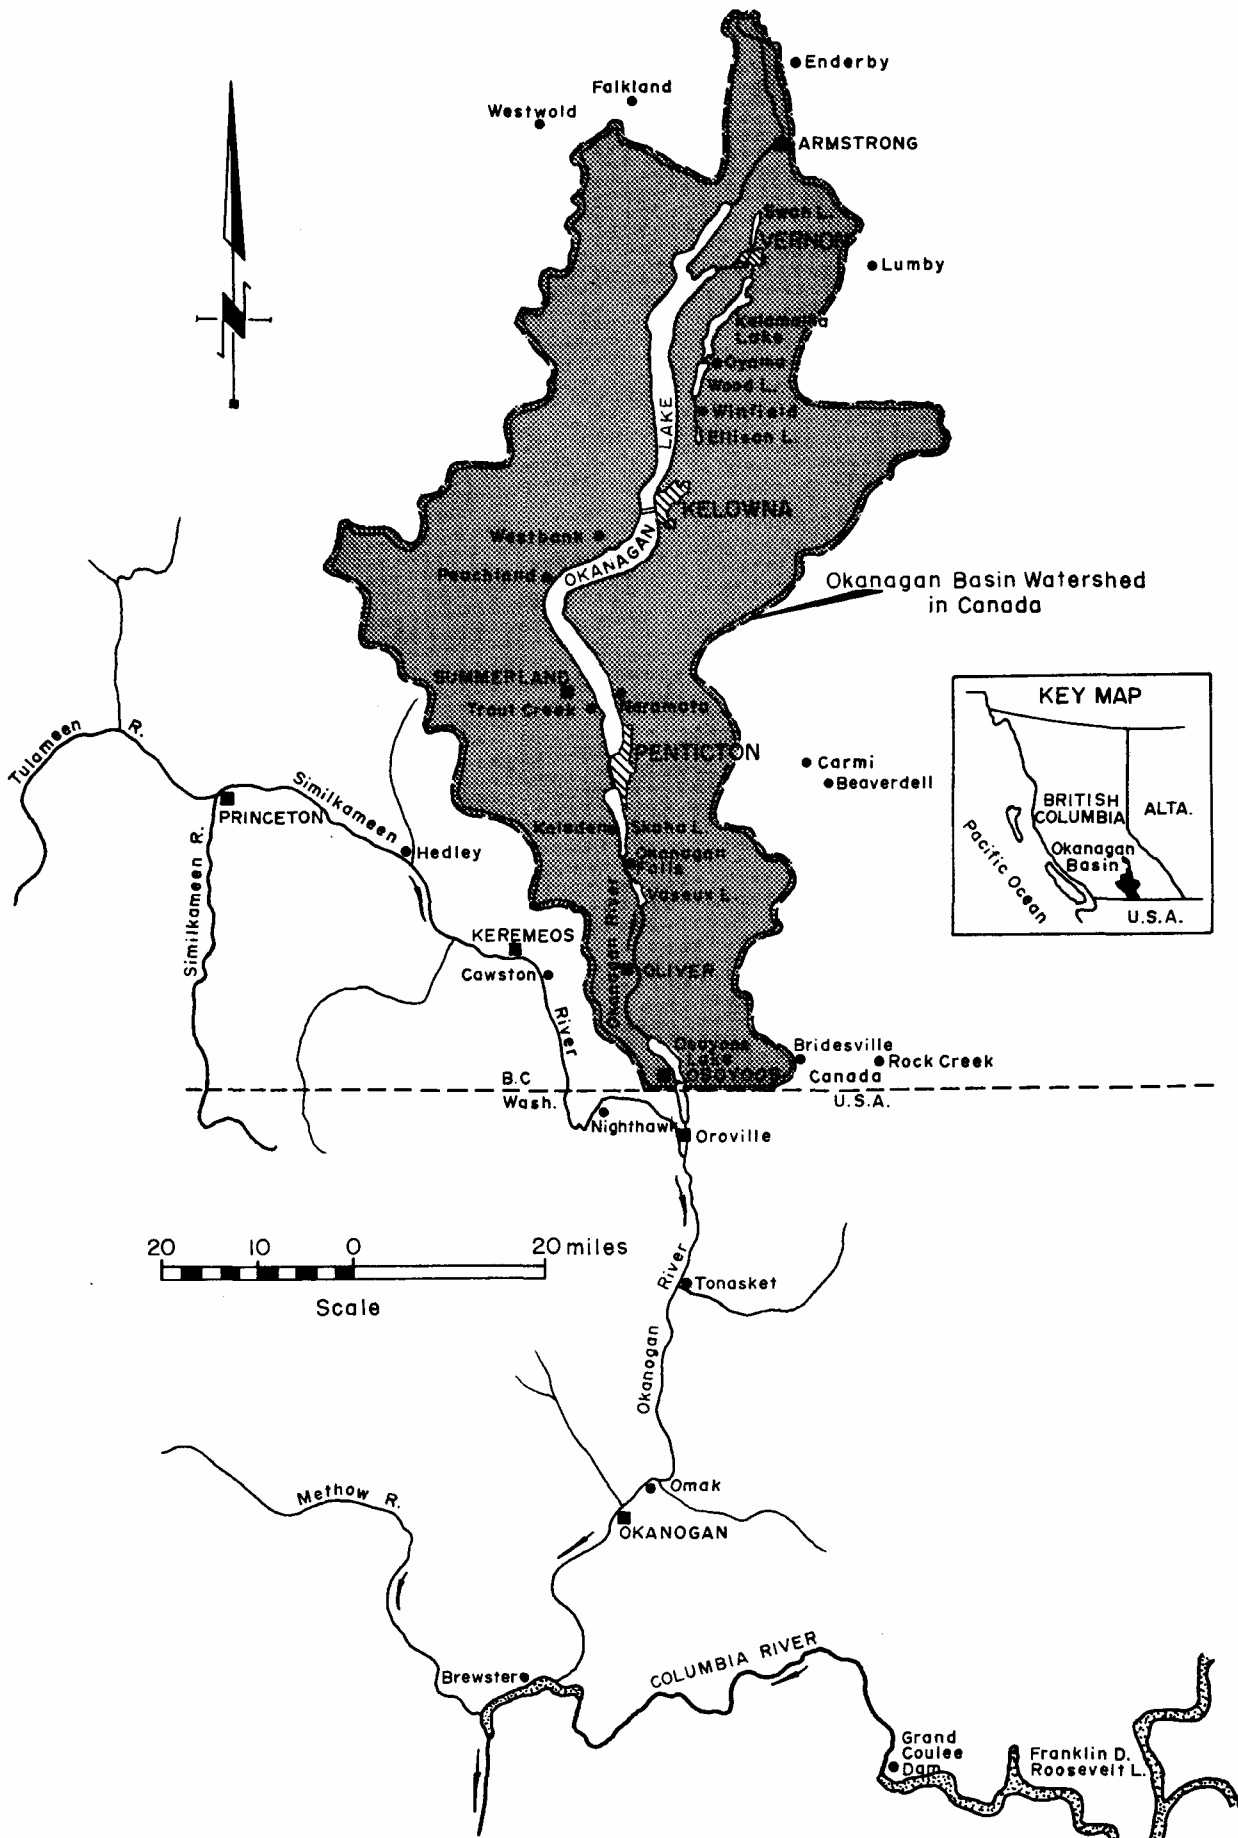 Enderby
Falkland
Westwold
ARMSTRONG
Swan L.
VERNON
Lumby
Kalamalka
Lake
Oyama
Wood L.
Winfield
Ellison L.
LAKE
KELOWNA
Westbank
OKANAGAN
Peachland
Okanagan Basin Watershed
in Canada
SUMMERLAND
Trout Creek
Naramata
PENTICTON
Carmi
Beaverdell
KEY MAP
BRITISH
COLUMBIA
ALTA.
Okanagan
Basin
Pacific Ocean
U.S.A.
Tulameen
R.
Similkameen
PRINCETON
Hedley
Similkameen R.
Kaleden
Skaha L.
Okanagan
Falls
Vaseux L.
Okanagan River
KEREMEOS
Cawston
OLIVER
River
Osoyoos
Lake
OSOYOOS
Bridesville
Rock Creek
B.C
Canada
Wash.
U.S.A.
Nighthawk
Oroville
20 10 0 20 miles
Scale
River
Tonasket
Okanogan
Omak
OKANOGAN
Methow R.
Brewster
COLUMBIA RIVER
Grand
Coulee
Dam
Franklin D.
Roosevelt L.